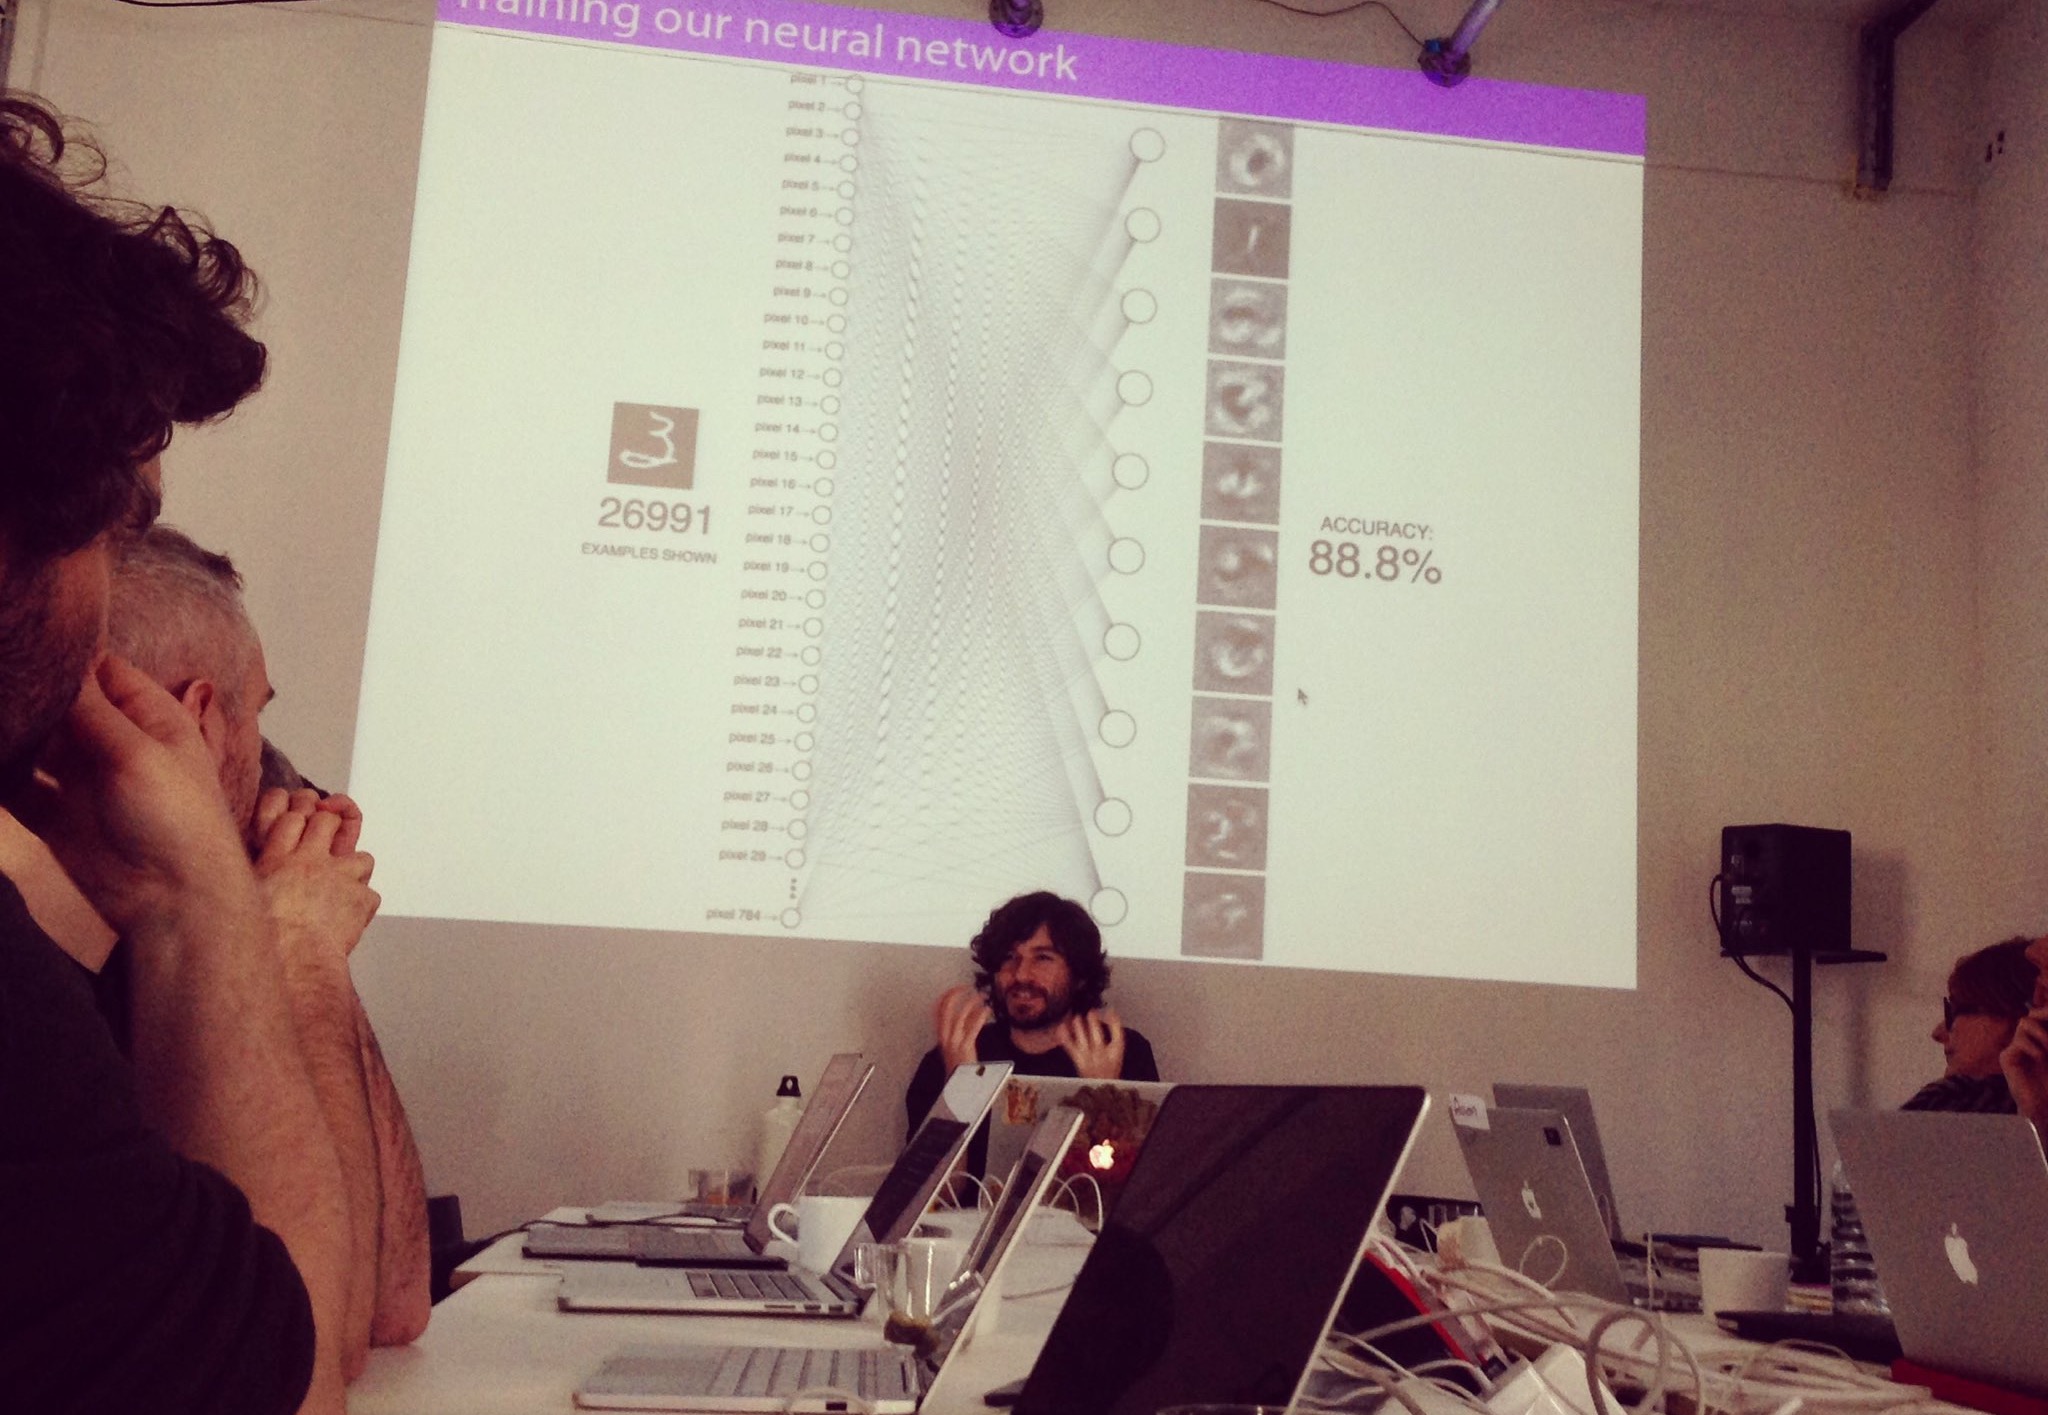 Training our neural network
pixel 1
pixel 2
pixel 3
pixel 4
pixel 5
pixel 6
pixel 7
pixel 8
pixel 9
pixel 10
pixel 11
pixel 12
pixel 13
pixel 14
pixel 15
pixel 16
pixel 17
pixel 18
pixel 19
pixel 20
pixel 21
pixel 22
pixel 23
pixel 24
pixel 25
pixel 26
pixel 27
pixel 28
pixel 29
pixel 784
3
26991
EXAMPLES SHOWN
ACCURACY:
88.8%